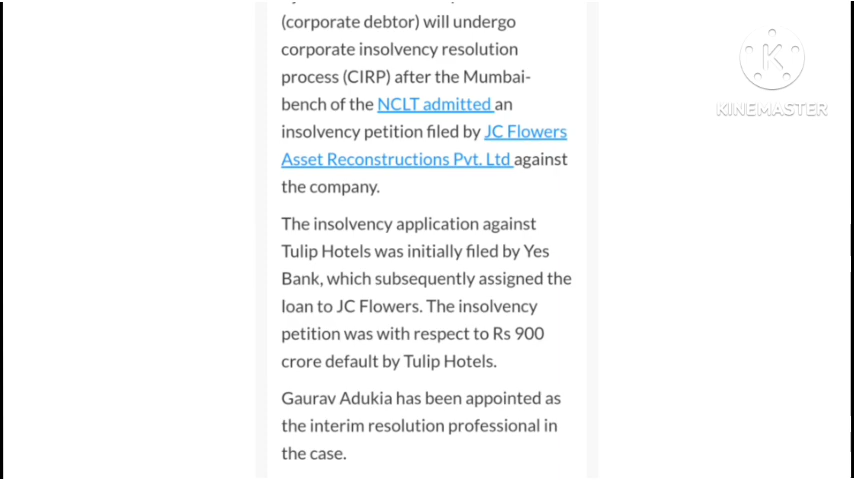 (corporate debtor) will undergo
corporate insolvency resolution
process (CIRP) after the Mumbai-
bench of the NCLT admitted an
insolvency petition filed by JC Flowers
Asset Reconstructions Pvt. Ltd against
the company.
The insolvency application against
Tulip Hotels was initially filed by Yes
Bank, which subsequently assigned the
loan to JC Flowers. The insolvency
petition was with respect to Rs 900
crore default by Tulip Hotels.
Gaurav Adukia has been appointed as
the interim resolution professional in
the case.
K
KINEMASTER